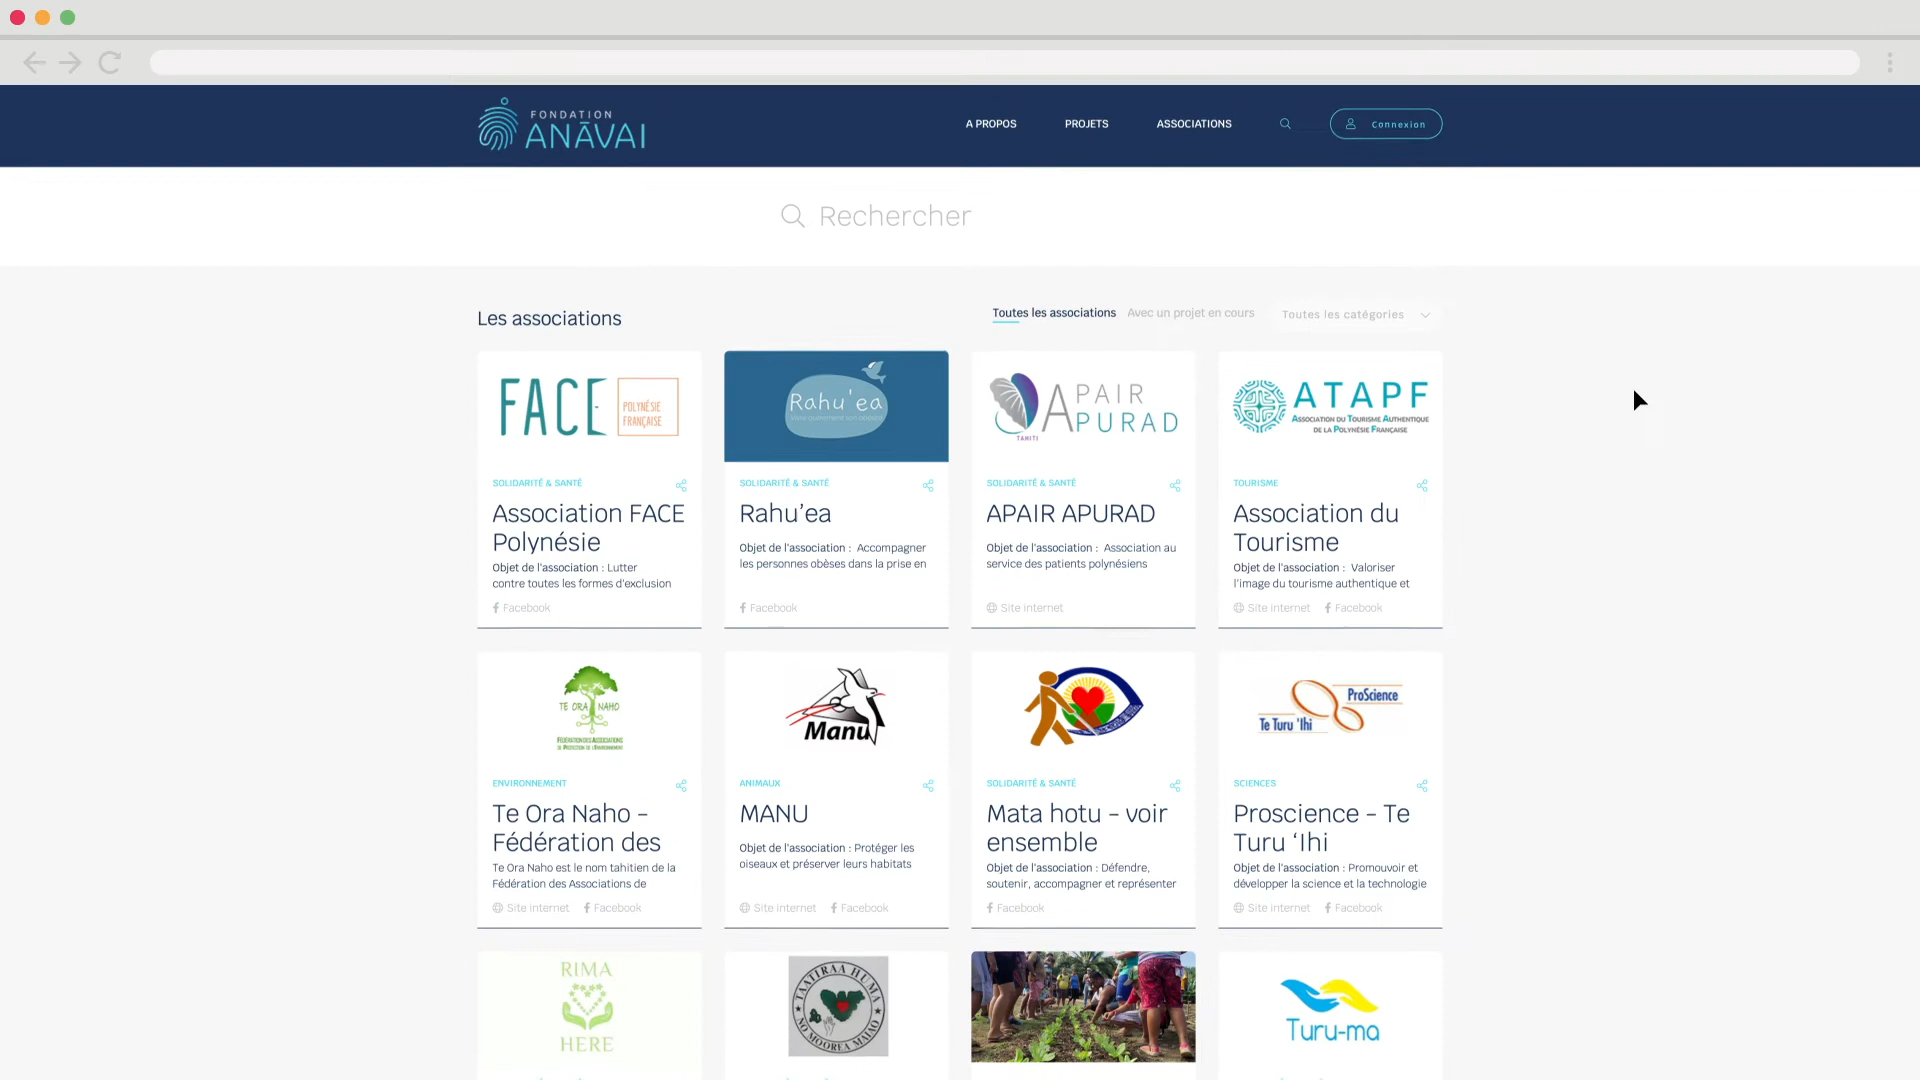 FONDATION
ANĀVAI
A PROPOS
PROJETS
ASSOCIATIONS
Connexion
Rechercher
Les associations
Toutes les associations
Avec un projet en cours
Toutes les catégories
FACE
POLYNÉSIE
FRANÇAISE
SOLIDARITÉ & SANTÉ
Association FACE
Polynésie
Objet de l'association : Lutter
contre toutes les formes d'exclusion
Facebook
Rahu'ea
SOLIDARITÉ & SANTÉ
Rahu’ea
Objet de l'association : Accompagner
les personnes obèses dans la prise en
Facebook
APAIR
APURAD
TAHITI
SOLIDARITÉ & SANTÉ
APAIR APURAD
Objet de l'association : Association au
service des patients polynésiens
Site internet
ATAPF
ASSOCIATION DU TOURISME AUTHENTIQUE
DE LA POLYNÉSIE FRANÇAISE
TOURISME
Association du
Tourisme
Objet de l'association : Valoriser
l'image du tourisme authentique et
Site internet
Facebook
TE ORA NAHO
FÉDÉRATION DES ASSOCIATIONS
DE PROTECTION DE L'ENVIRONNEMENT
ENVIRONNEMENT
Te Ora Naho -
Fédération des
Te Ora Naho est le nom tahitien de la
Fédération des Associations de
Site internet
Facebook
Manu
ANIMAUX
MANU
Objet de l'association : Protéger les
oiseaux et préserver leurs habitats
Site internet
Facebook
SOLIDARITÉ & SANTÉ
Mata hotu - voir
ensemble
Objet de l'association : Défendre,
soutenir, accompagner et représenter
Facebook
ProScience
Te Turu 'Ihi
SCIENCES
Proscience - Te
Turu ‘Ihi
Objet de l'association : Promouvoir et
développer la science et la technologie
Site internet
Facebook
RIMA
HERE
TAATIRAA HUMA
NO MOOREA MAIAO
Turu-ma